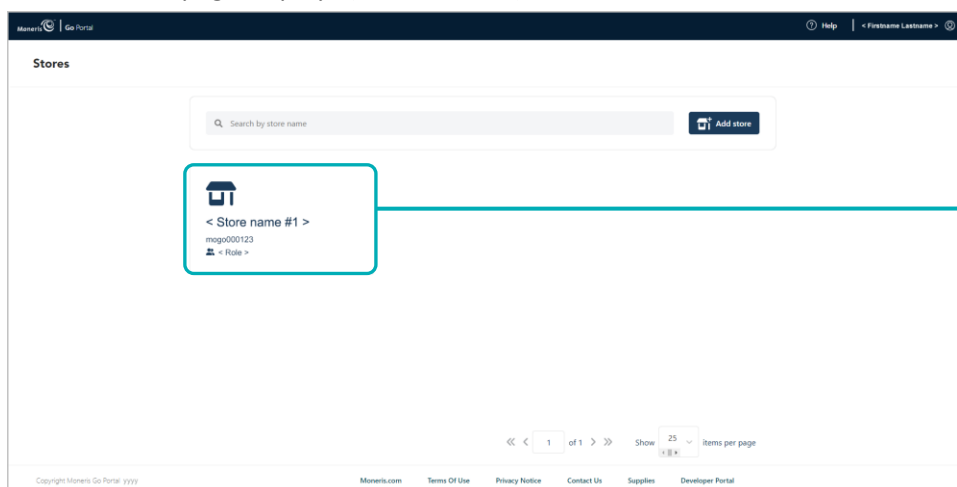 Moneris Go Portal
Help
< Firstname Lastname >
Stores
Search by store name
Add store
< Store name #1 >
mogo000123
< Role >
1 of 1
Show 25 items per page
Copyright Moneris Go Portal yyyy
Moneris.com Terms Of Use Privacy Notice Contact Us Supplies Developer Portal